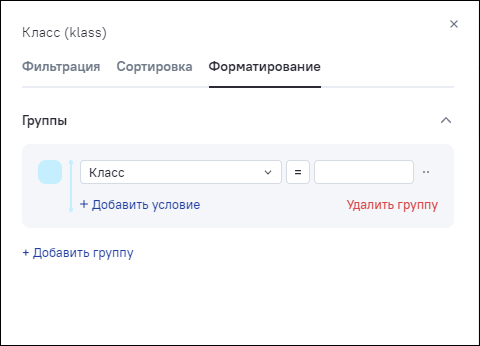 Класс (klass)
Фильтрация Сортировка Форматирование
Группы
Класс =
+ Добавить условие Удалить группу
+ Добавить группу